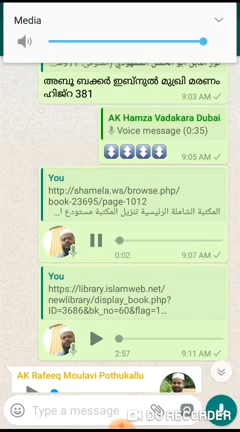 Media
അബൂ ബക്കർ ഇബ്നുൽ മുഖ്‌രി മരണം
ഹിജ്റ 381
9:03 AM
AK Hamza Vadakara Dubai
Voice message (0:35)
9:05 AM
You
http://shamela.ws/browse.php/
book-23695/page-1012
المكتبة الشاملة الرئيسية تنزيل المكتبة مستودع ا...
0:02
9:07 AM
You
https://library.islamweb.net/
newlibrary/display_book.php?
ID=3686&bk_no=60&flag=1...
2:57
9:11 AM
AK Rafeeq Moulavi Pothukallu
Type a message
DU RECORDER